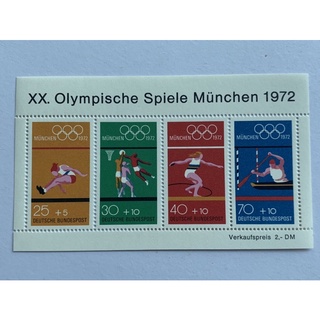 XX. Olympische Spiele München 1972
MÜNCHEN 1972
25 +5
DEUTSCHE BUNDESPOST
MÜNCHEN 1972
30 +10
DEUTSCHE BUNDESPOST
MÜNCHEN 1972
40 +10
DEUTSCHE BUNDESPOST
MÜNCHEN 1972
70 +10
DEUTSCHE BUNDESPOST
Verkaufspreis 2,- DM